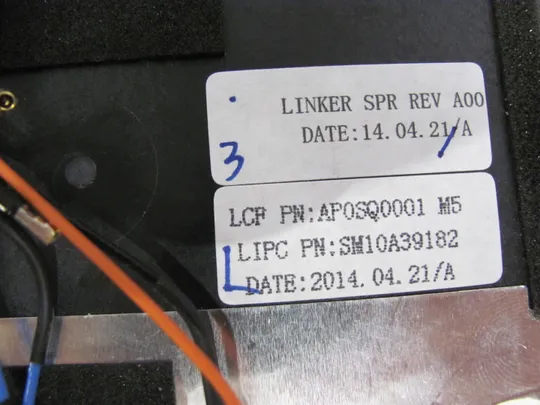 LINKER SPR REV A00
DATE:14.04.21/A
3
LCF PN:AP0SQ0001 M5
LIPC PN:SM10A39182
DATE:2014.04.21/A